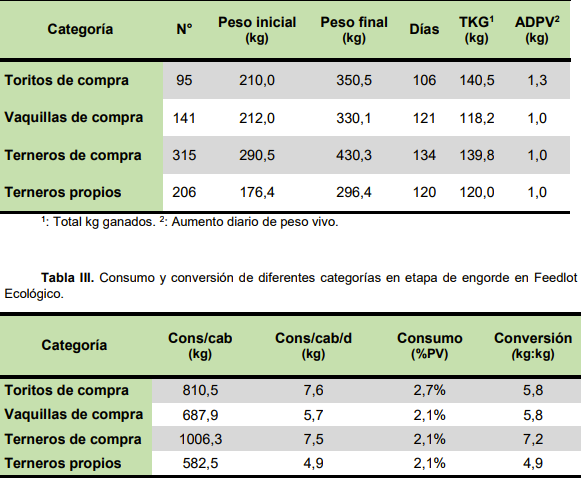 Categoría N° Peso inicial (kg) Peso final (kg) Días TKG¹ (kg) ADPV² (kg)
Toritos de compra 95 210,0 350,5 106 140,5 1,3
Vaquillas de compra 141 212,0 330,1 121 118,2 1,0
Terneros de compra 315 290,5 430,3 134 139,8 1,0
Terneros propios 206 176,4 296,4 120 120,0 1,0
¹: Total kg ganados. ²: Aumento diario de peso vivo.
Tabla III. Consumo y conversión de diferentes categorías en etapa de engorde en Feedlot
Ecológico.
Categoría Cons/cab (kg) Cons/cab/d (kg) Consumo (%PV) Conversión (kg:kg)
Toritos de compra 810,5 7,6 2,7% 5,8
Vaquillas de compra 687,9 5,7 2,1% 5,8
Terneros de compra 1006,3 7,5 2,1% 7,2
Terneros propios 582,5 4,9 2,1% 4,9